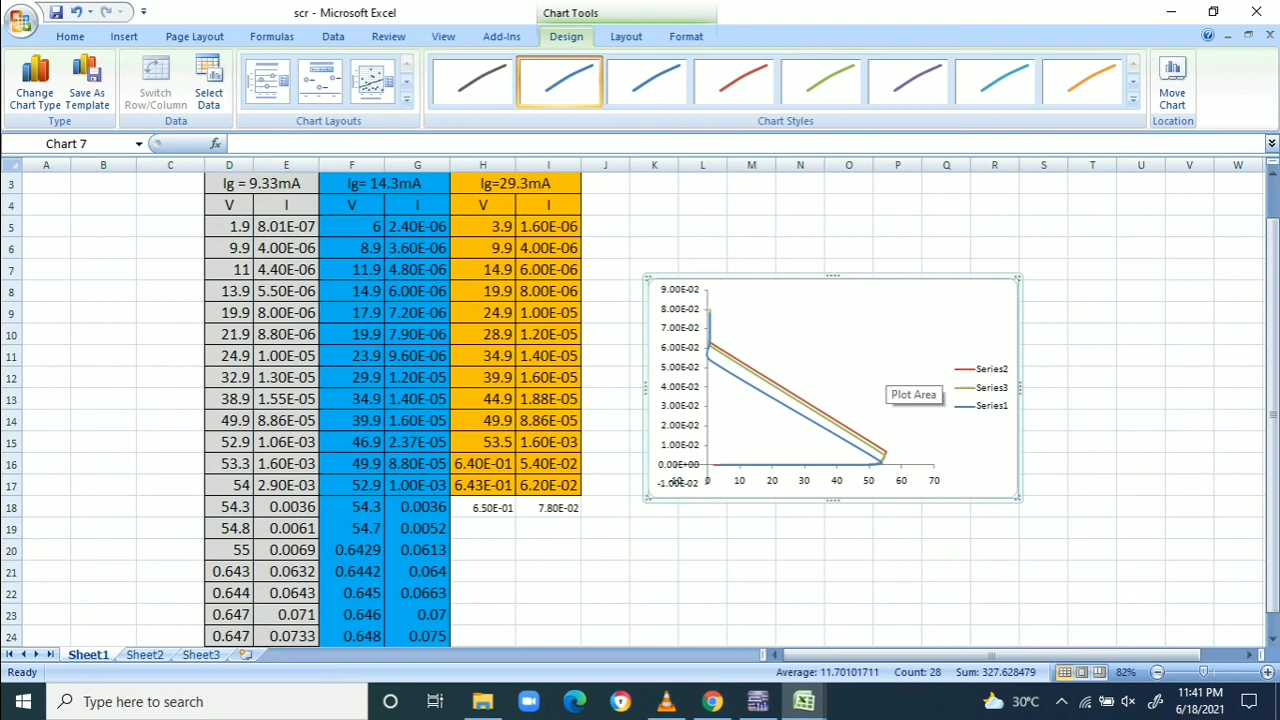 scr - Microsoft Excel
Chart Tools
Home Insert Page Layout Formulas Data Review View Add-Ins Design Layout Format
Change Chart Type
Save As Template
Switch Row/Column
Select Data
Move Chart
Type Data Chart Layouts Chart Styles Location
Chart 7 fx
A B C D E F G H I J K L M N O P Q R S T U V W
3 Ig = 9.33mA Ig= 14.3mA Ig=29.3mA
4 V I V I V I
5 1.9 8.01E-07 6 2.40E-06 3.9 1.60E-06
6 9.9 4.00E-06 8.9 3.60E-06 9.9 4.00E-06
7 11 4.40E-06 11.9 4.80E-06 14.9 6.00E-06
8 13.9 5.50E-06 14.9 6.00E-06 19.9 8.00E-06
9 19.9 8.00E-06 17.9 7.20E-06 24.9 1.00E-05
10 21.9 8.80E-06 19.9 7.90E-06 28.9 1.20E-05
11 24.9 1.00E-05 23.9 9.60E-06 34.9 1.40E-05
12 32.9 1.30E-05 29.9 1.20E-05 39.9 1.60E-05
13 38.9 1.55E-05 34.9 1.40E-05 44.9 1.88E-05
14 49.9 8.86E-05 39.9 1.60E-05 49.9 8.86E-05
15 52.9 1.06E-03 46.9 2.37E-05 53.5 1.60E-03
16 53.3 1.60E-03 49.9 8.80E-05 6.40E-01 5.40E-02
17 54 2.90E-03 52.9 1.00E-03 6.43E-01 6.20E-02
18 54.3 0.0036 54.3 0.0036 6.50E-01 7.80E-02
19 54.8 0.0061 54.7 0.0052
20 55 0.0069 0.6429 0.0613
21 0.643 0.0632 0.6442 0.064
22 0.644 0.0643 0.645 0.0663
23 0.647 0.071 0.646 0.07
24 0.647 0.0733 0.648 0.075
9.00E-02
8.00E-02
7.00E-02
6.00E-02
5.00E-02
4.00E-02
3.00E-02
2.00E-02
1.00E-02
0.00E+00
-1.00E-02
0 10 20 30 40 50 60 70
Series2
Series3
Series1
Plot Area
Sheet1 Sheet2 Sheet3
Ready Average: 11.70101711 Count: 28 Sum: 327.628479 82%
Type here to search
30°C
11:41 PM
6/18/2021